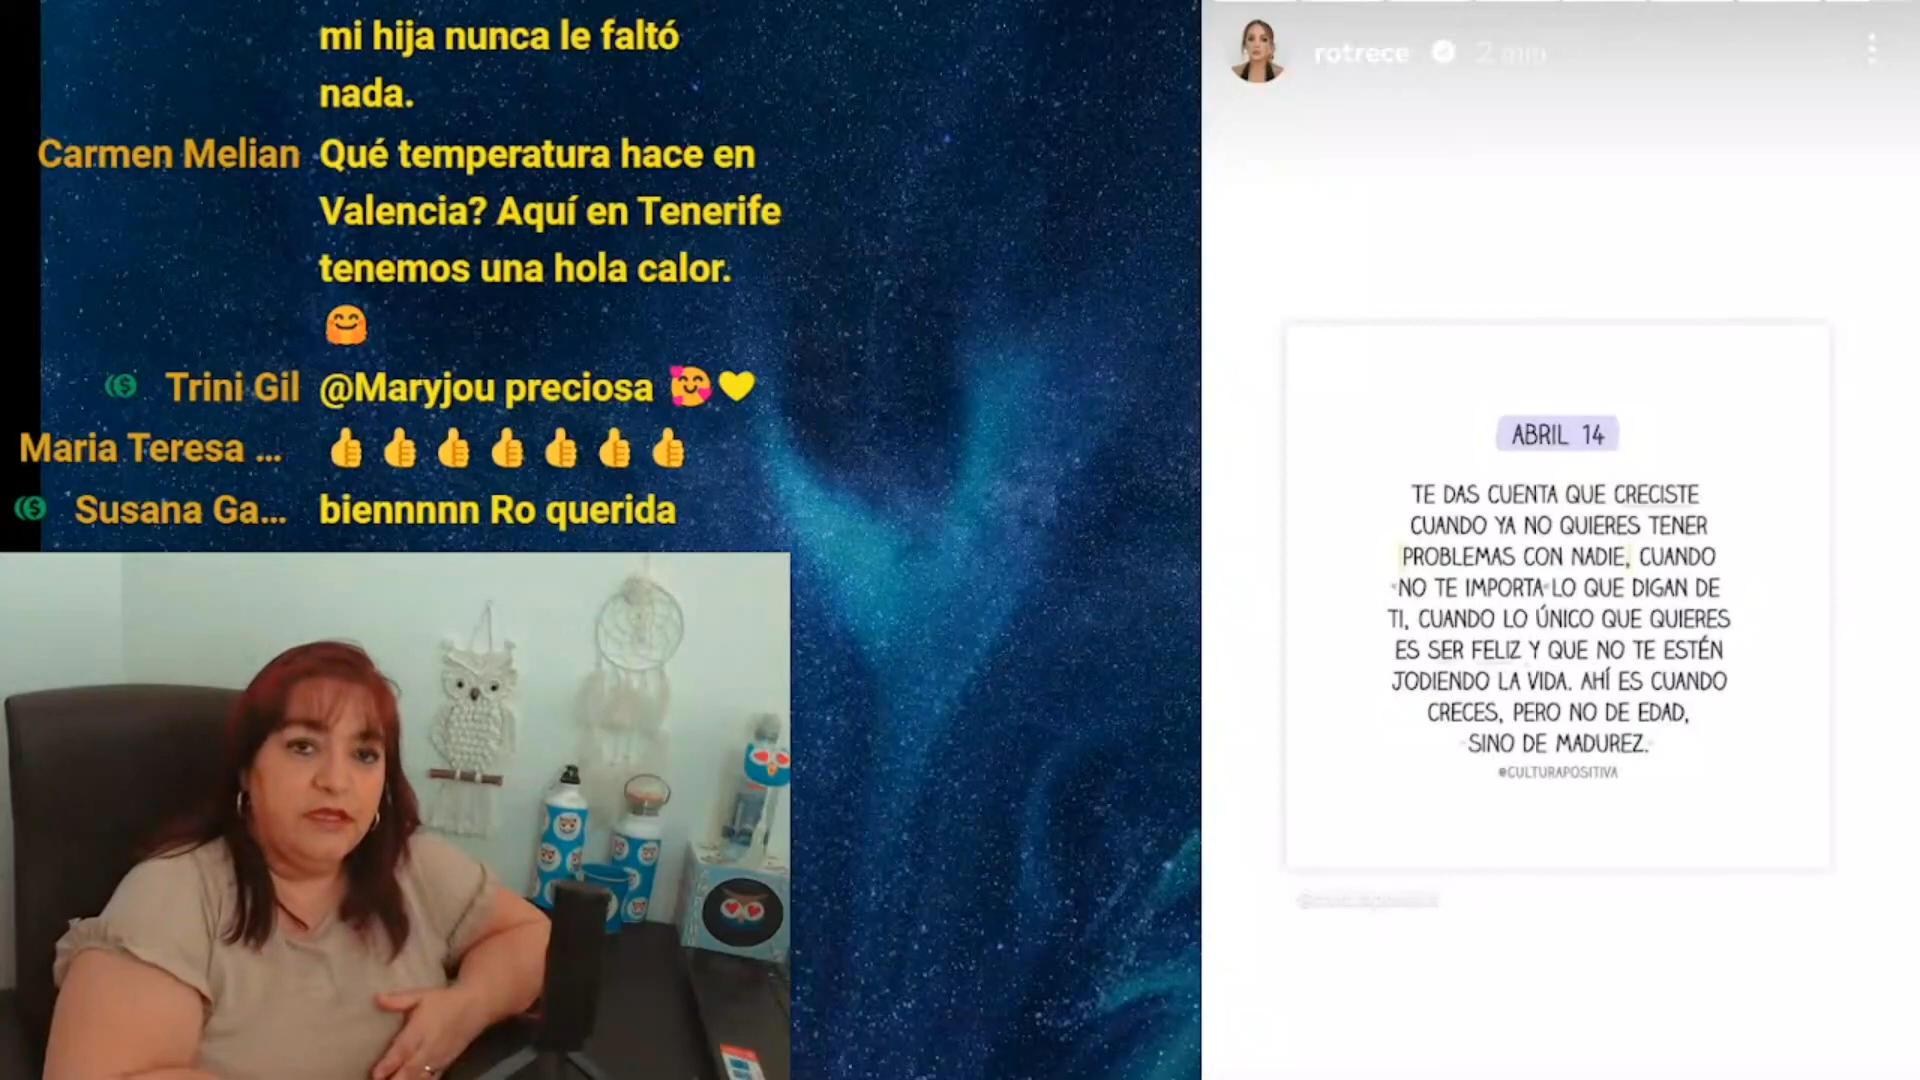 mi hija nunca le faltó
nada.
Carmen Melian Qué temperatura hace en
Valencia? Aquí en Tenerife
tenemos una hola calor.
🤗
Trini Gil @Maryjou preciosa 🥰💛
Maria Teresa ... 👍👍👍👍👍👍👍
Susana Ga... biennnnn Ro querida
rotrece 2 min
ABRIL 14
TE DAS CUENTA QUE CRECISTE
CUANDO YA NO QUIERES TENER
PROBLEMAS CON NADIE, CUANDO
NO TE IMPORTA LO QUE DIGAN DE
TI, CUANDO LO ÚNICO QUE QUIERES
ES SER FELIZ Y QUE NO TE ESTÉN
JODIENDO LA VIDA. AHÍ ES CUANDO
CRECES, PERO NO DE EDAD,
SINO DE MADUREZ.
@CULTURAPOSITIVA